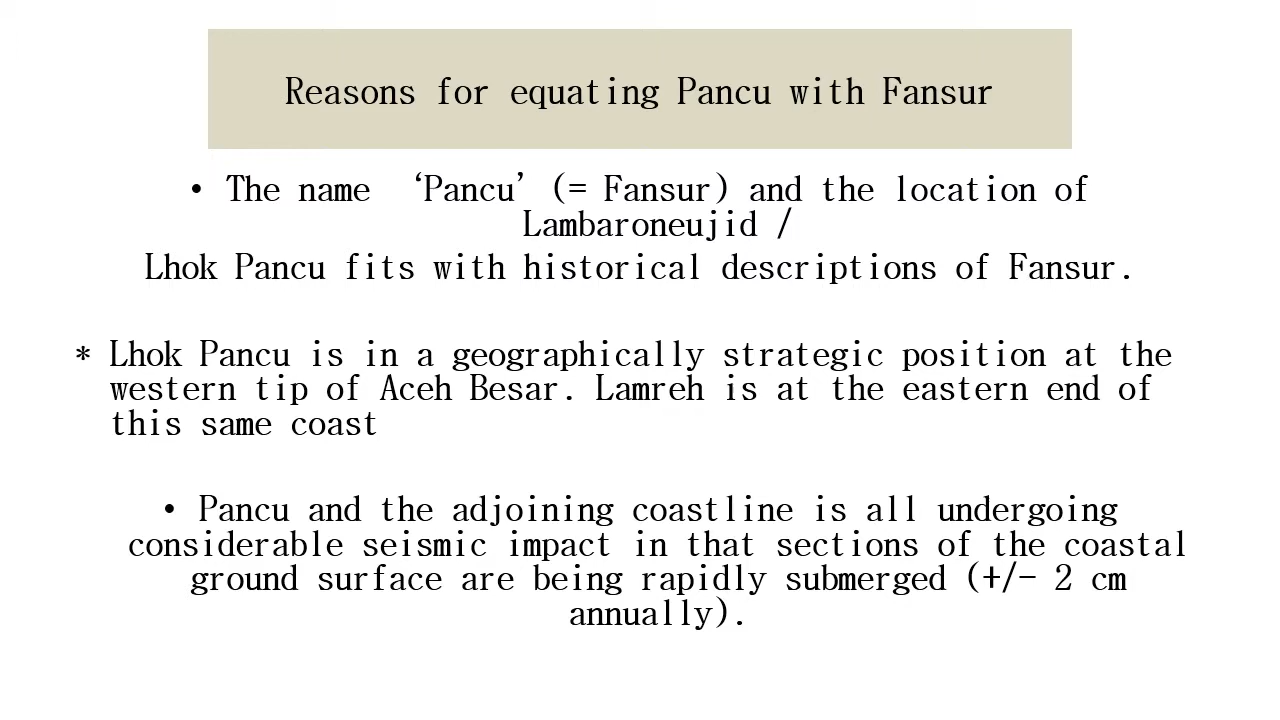 Reasons for equating Pancu with Fansur
• The name ‘Pancu’ (= Fansur) and the location of
Lambaroneujid /
Lhok Pancu fits with historical descriptions of Fansur.
* Lhok Pancu is in a geographically strategic position at the
western tip of Aceh Besar. Lamreh is at the eastern end of
this same coast
• Pancu and the adjoining coastline is all undergoing
considerable seismic impact in that sections of the coastal
ground surface are being rapidly submerged (+/- 2 cm
annually).